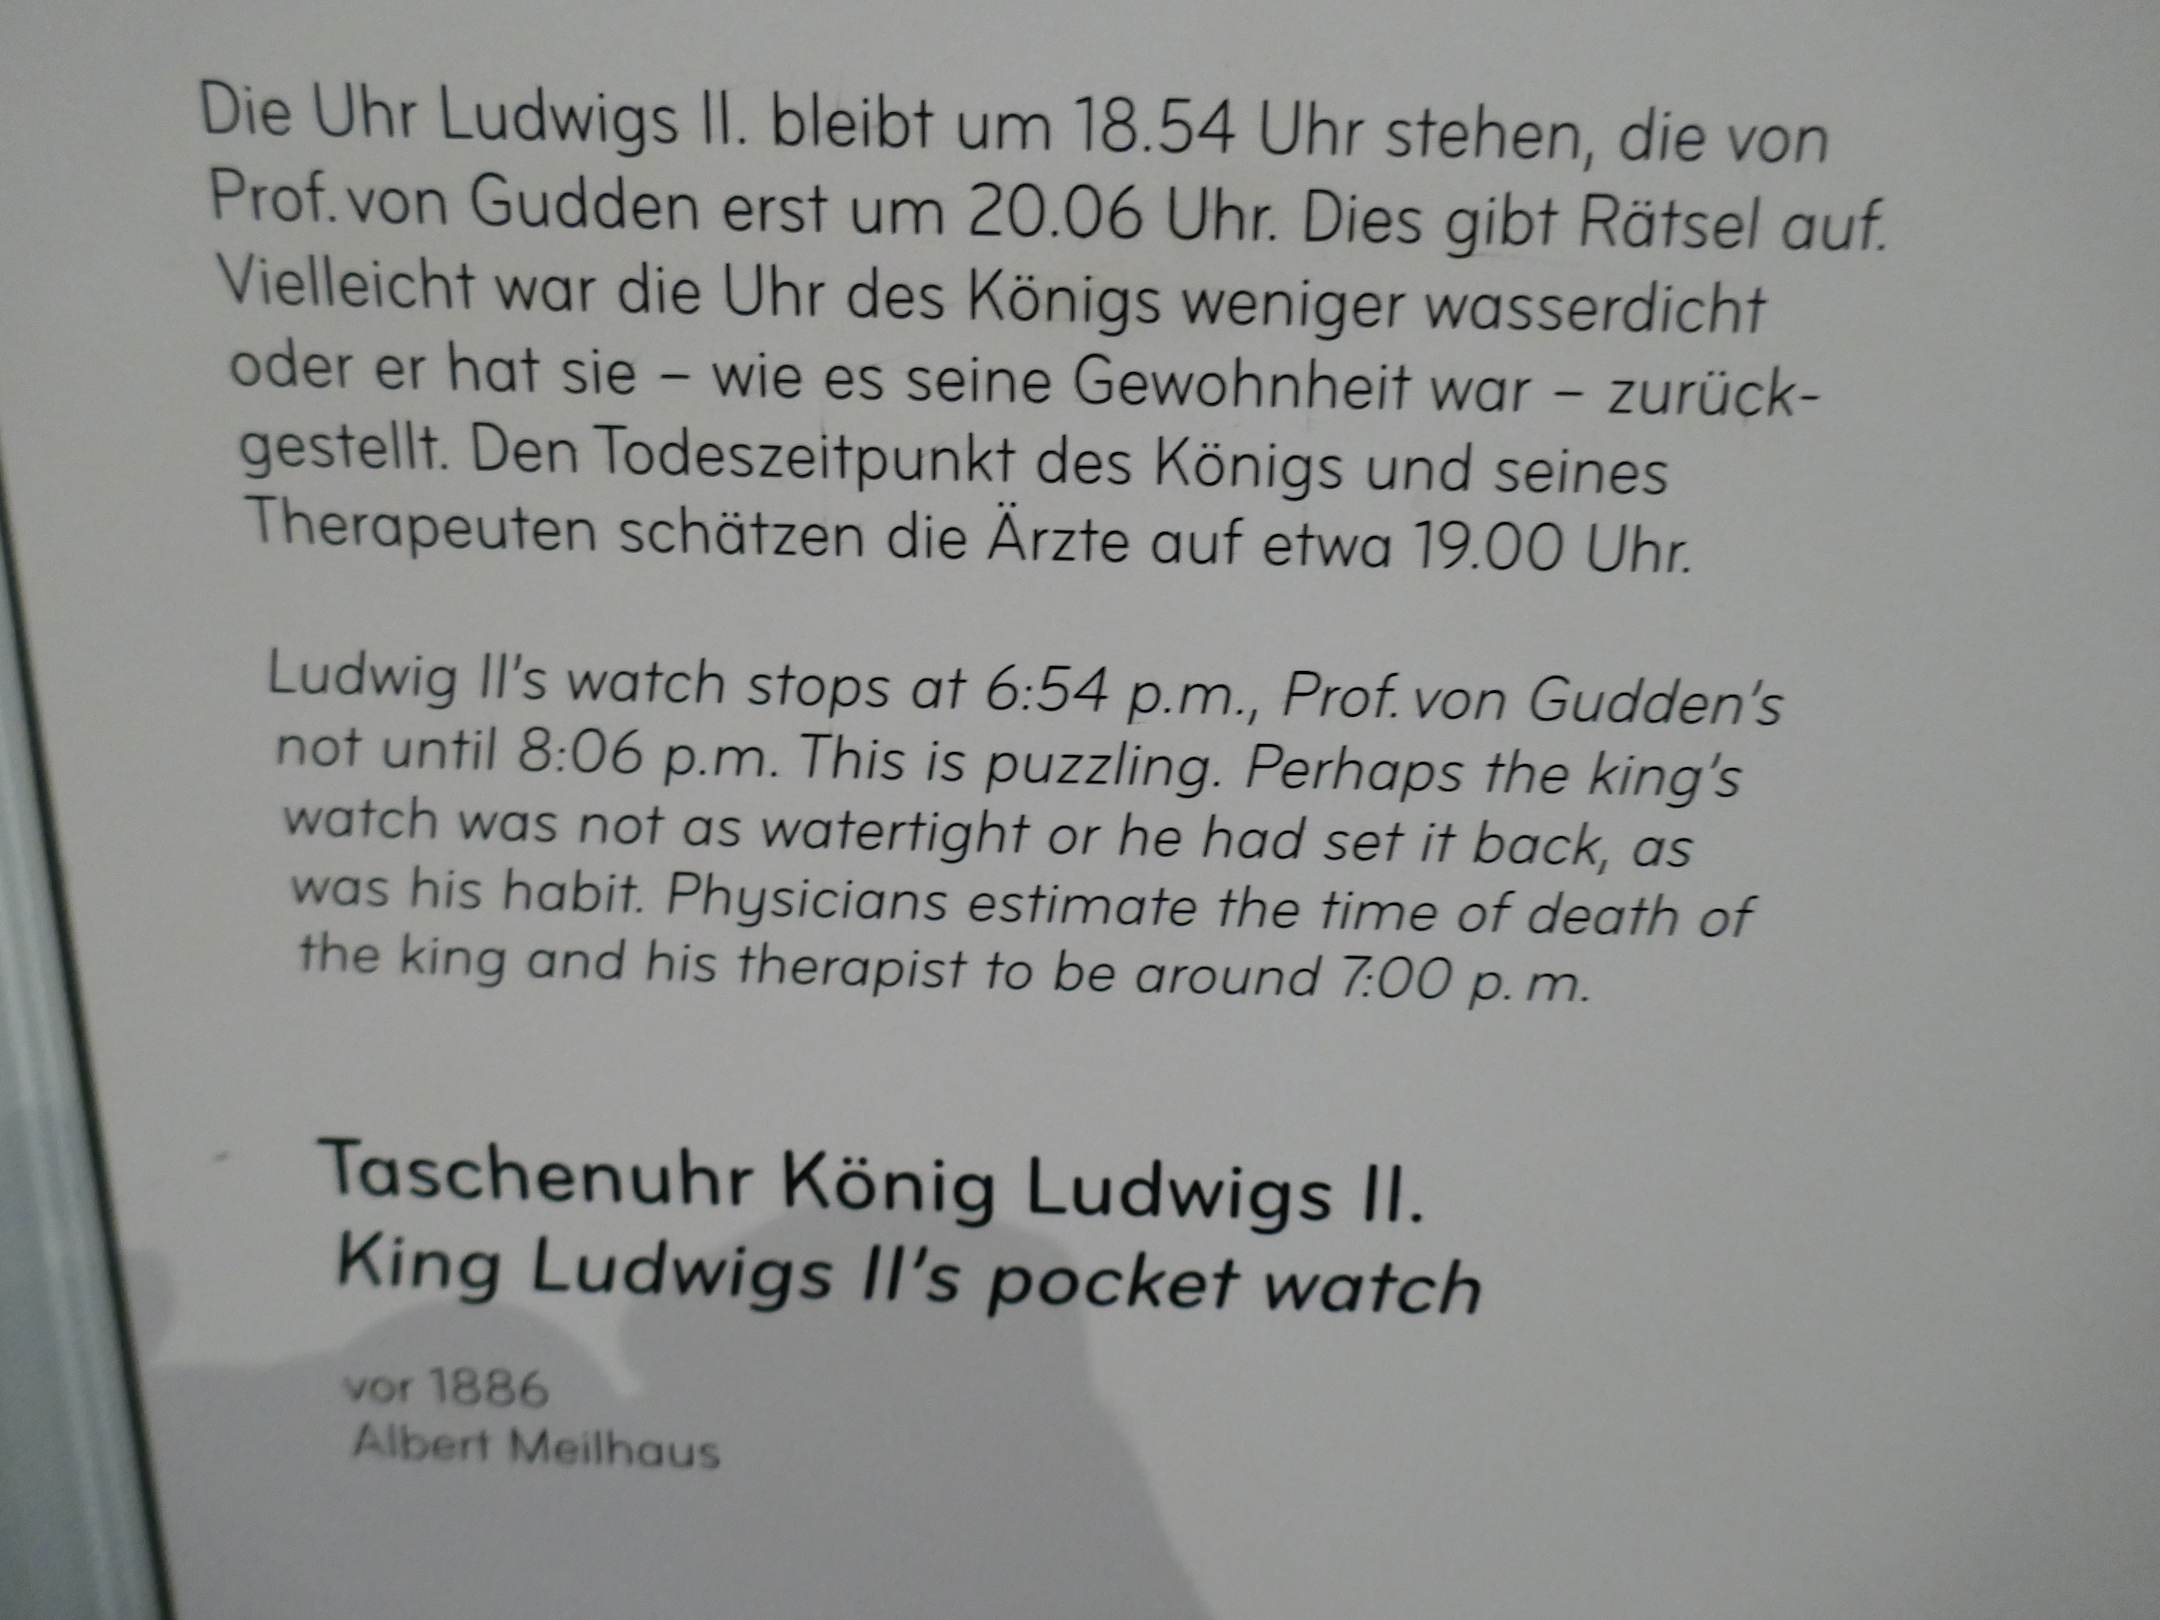 Die Uhr Ludwigs II. bleibt um 18.54 Uhr stehen, die von
Prof. von Gudden erst um 20.06 Uhr. Dies gibt Rätsel auf.
Vielleicht war die Uhr des Königs weniger wasserdicht
oder er hat sie – wie es seine Gewohnheit war – zurück-
gestellt. Den Todeszeitpunkt des Königs und seines
Therapeuten schätzen die Ärzte auf etwa 19.00 Uhr.
Ludwig II's watch stops at 6:54 p.m., Prof. von Gudden's
not until 8:06 p.m. This is puzzling. Perhaps the king's
watch was not as watertight or he had set it back, as
was his habit. Physicians estimate the time of death of
the king and his therapist to be around 7:00 p. m.
Taschenuhr König Ludwigs II.
King Ludwigs II's pocket watch
vor 1886
Albert Meilhaus